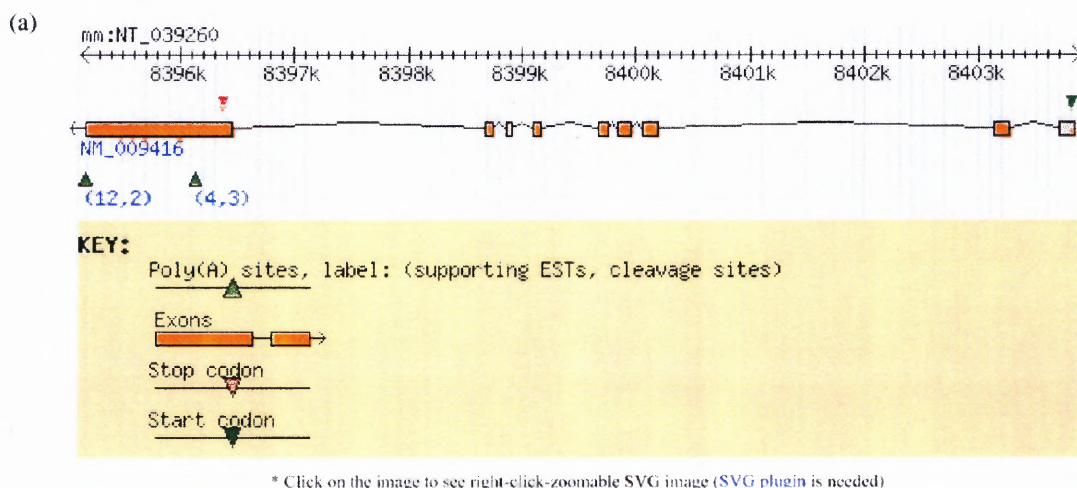 (a)
mm:NT_039260
8396k 8397k 8398k 8399k 8400k 8401k 8402k 8403k
NM_009416
(12,2) (4,3)
KEY:
Poly(A) sites, label: (supporting ESTs, cleavage sites)
Exons
Stop codon
Start codon
* Click on the image to see right-click-zoomable SVG image (SVG plugin is needed)